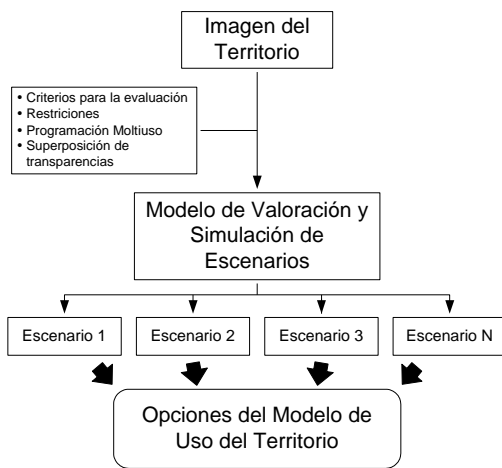 Imagen del
Territorio
• Criterios para la evaluación
• Restriciones
• Programación Moltiuso
• Superposición de
transparencias
Modelo de Valoración y
Simulación de
Escenarios
Escenario 1
Escenario 2
Escenario 3
Escenario N
Opciones del Modelo de
Uso del Territorio